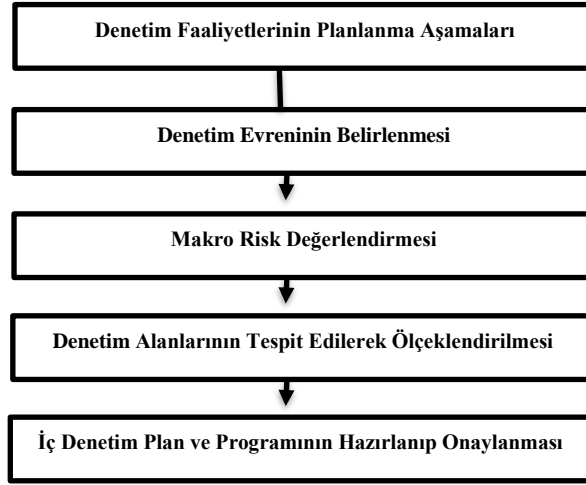 Denetim Faaliyetlerinin Planlanma Aşamaları
Denetim Evreninin Belirlenmesi
Makro Risk Değerlendirmesi
Denetim Alanlarının Tespit Edilerek Ölçeklendirilmesi
İç Denetim Plan ve Programının Hazırlanıp Onaylanması